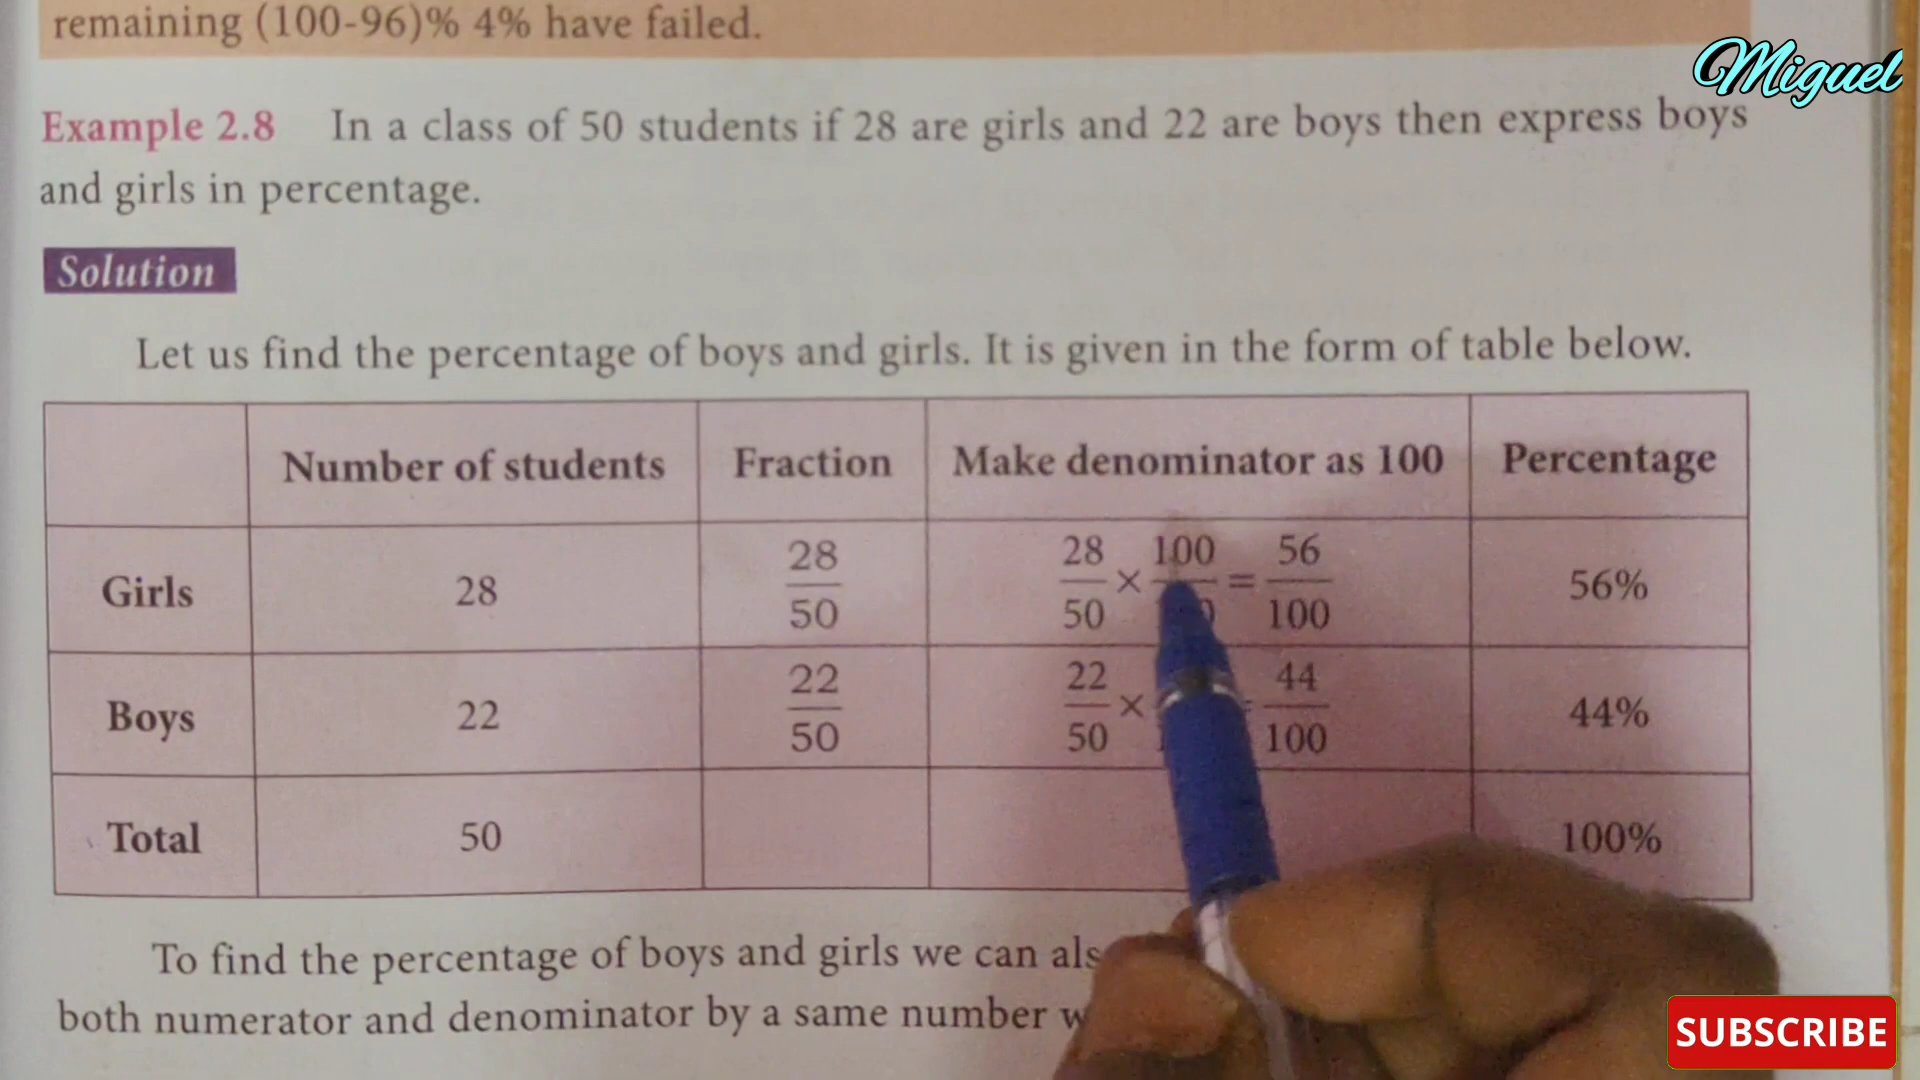 remaining (100-96)% 4% have failed.
Miguel
Example 2.8 In a class of 50 students if 28 are girls and 22 are boys then express boys
and girls in percentage.
Solution
Let us find the percentage of boys and girls. It is given in the form of table below.
Number of students Fraction Make denominator as 100 Percentage
Girls 28 28/50 28/50 × 100 = 56/100 56%
Boys 22 22/50 22/50 × 44/100 44%
Total 50 100%
To find the percentage of boys and girls we can
both numerator and denominator by a same number
SUBSCRIBE